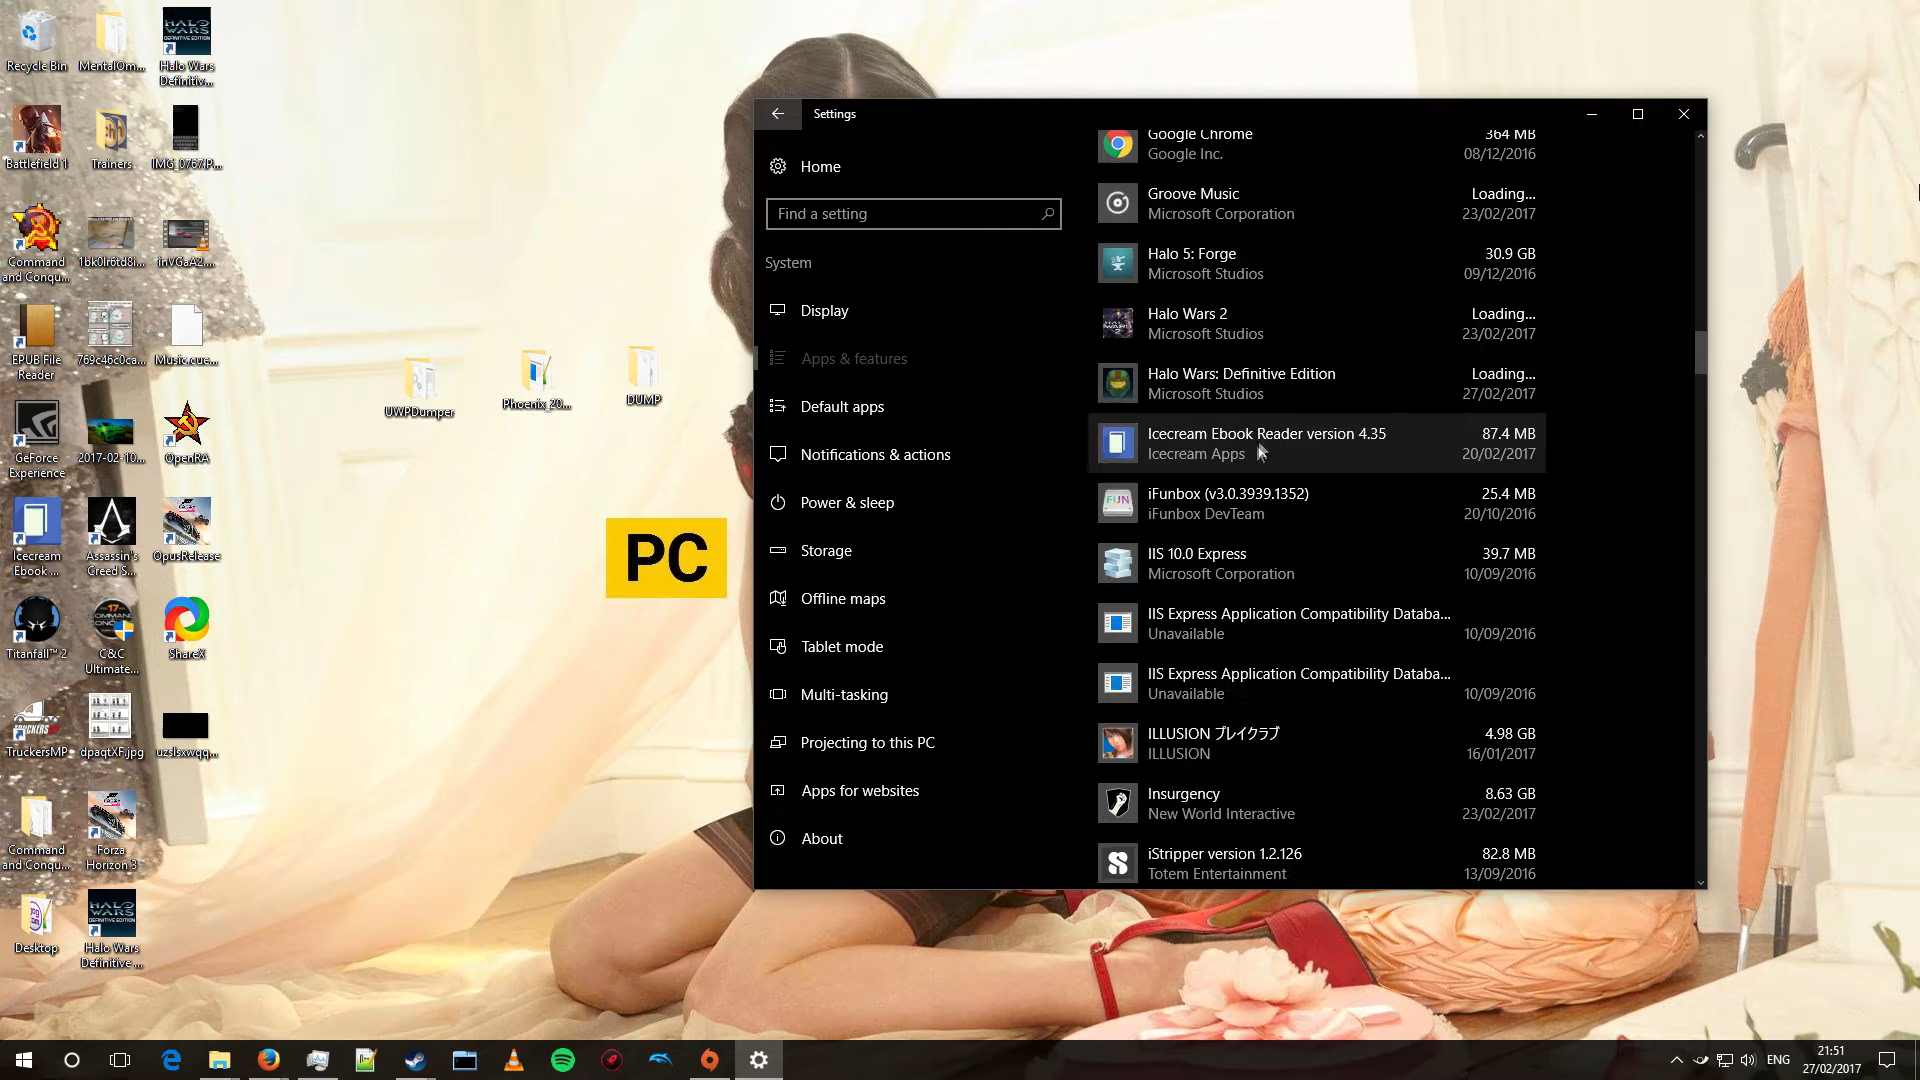 Recycle Bin
MentalOm...
HALO WARS
DEFINITIVE EDITION
Halo Wars
Definitiv...
Battlefield 1
Trainers
IMG_0767.P...
Command
and Conqu...
1bk0lr6td8i...
inVGaA2....
EPUB File
Reader
769c46c0ca...
Music.cue...
GeForce
Experience
2017-02-10...
OpenRA
Icecream
Ebook ...
Assassin's
Creed S...
OpusRelease
Titanfall™ 2
C&C
Ultimate...
ShareX
TruckersMP
dpaqtXF.jpg
uzslsxwqq...
Command
and Conqu...
Forza
Horizon 3
Desktop
HALO WARS
DEFINITIVE EDITION
Halo Wars
Definitive ...
UWPDumper
Phoenix_20...
DUMP
PC
Settings
Home
Find a setting
System
Display
Apps & features
Default apps
Notifications & actions
Power & sleep
Storage
Offline maps
Tablet mode
Multi-tasking
Projecting to this PC
Apps for websites
About
Google Chrome 364 MB
Google Inc. 08/12/2016
Groove Music Loading...
Microsoft Corporation 23/02/2017
Halo 5: Forge 30.9 GB
Microsoft Studios 09/12/2016
Halo Wars 2 Loading...
Microsoft Studios 23/02/2017
Halo Wars: Definitive Edition Loading...
Microsoft Studios 27/02/2017
Icecream Ebook Reader version 4.35 87.4 MB
Icecream Apps 20/02/2017
FUN
iFunbox (v3.0.3939.1352) 25.4 MB
iFunbox DevTeam 20/10/2016
IIS 10.0 Express 39.7 MB
Microsoft Corporation 10/09/2016
IIS Express Application Compatibility Databa...
Unavailable 10/09/2016
IIS Express Application Compatibility Databa...
Unavailable 10/09/2016
ILLUSION プレイクラブ 4.98 GB
ILLUSION 16/01/2017
Insurgency 8.63 GB
New World Interactive 23/02/2017
iStripper version 1.2.126 82.8 MB
Totem Entertainment 13/09/2016
ENG
21:51
27/02/2017